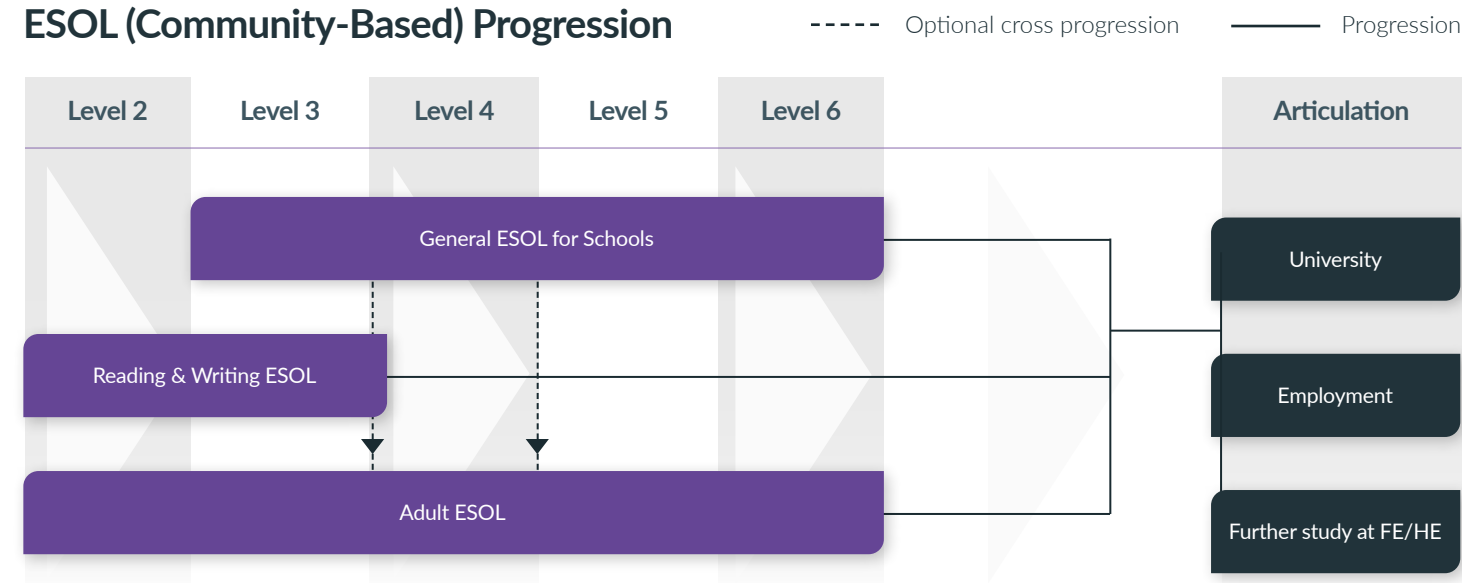 ESOL (Community-Based) Progression
Optional cross progression
Progression
Level 2
Level 3
Level 4
Level 5
Level 6
Articulation
General ESOL for Schools
University
Reading & Writing ESOL
Employment
Adult ESOL
Further study at FE/HE